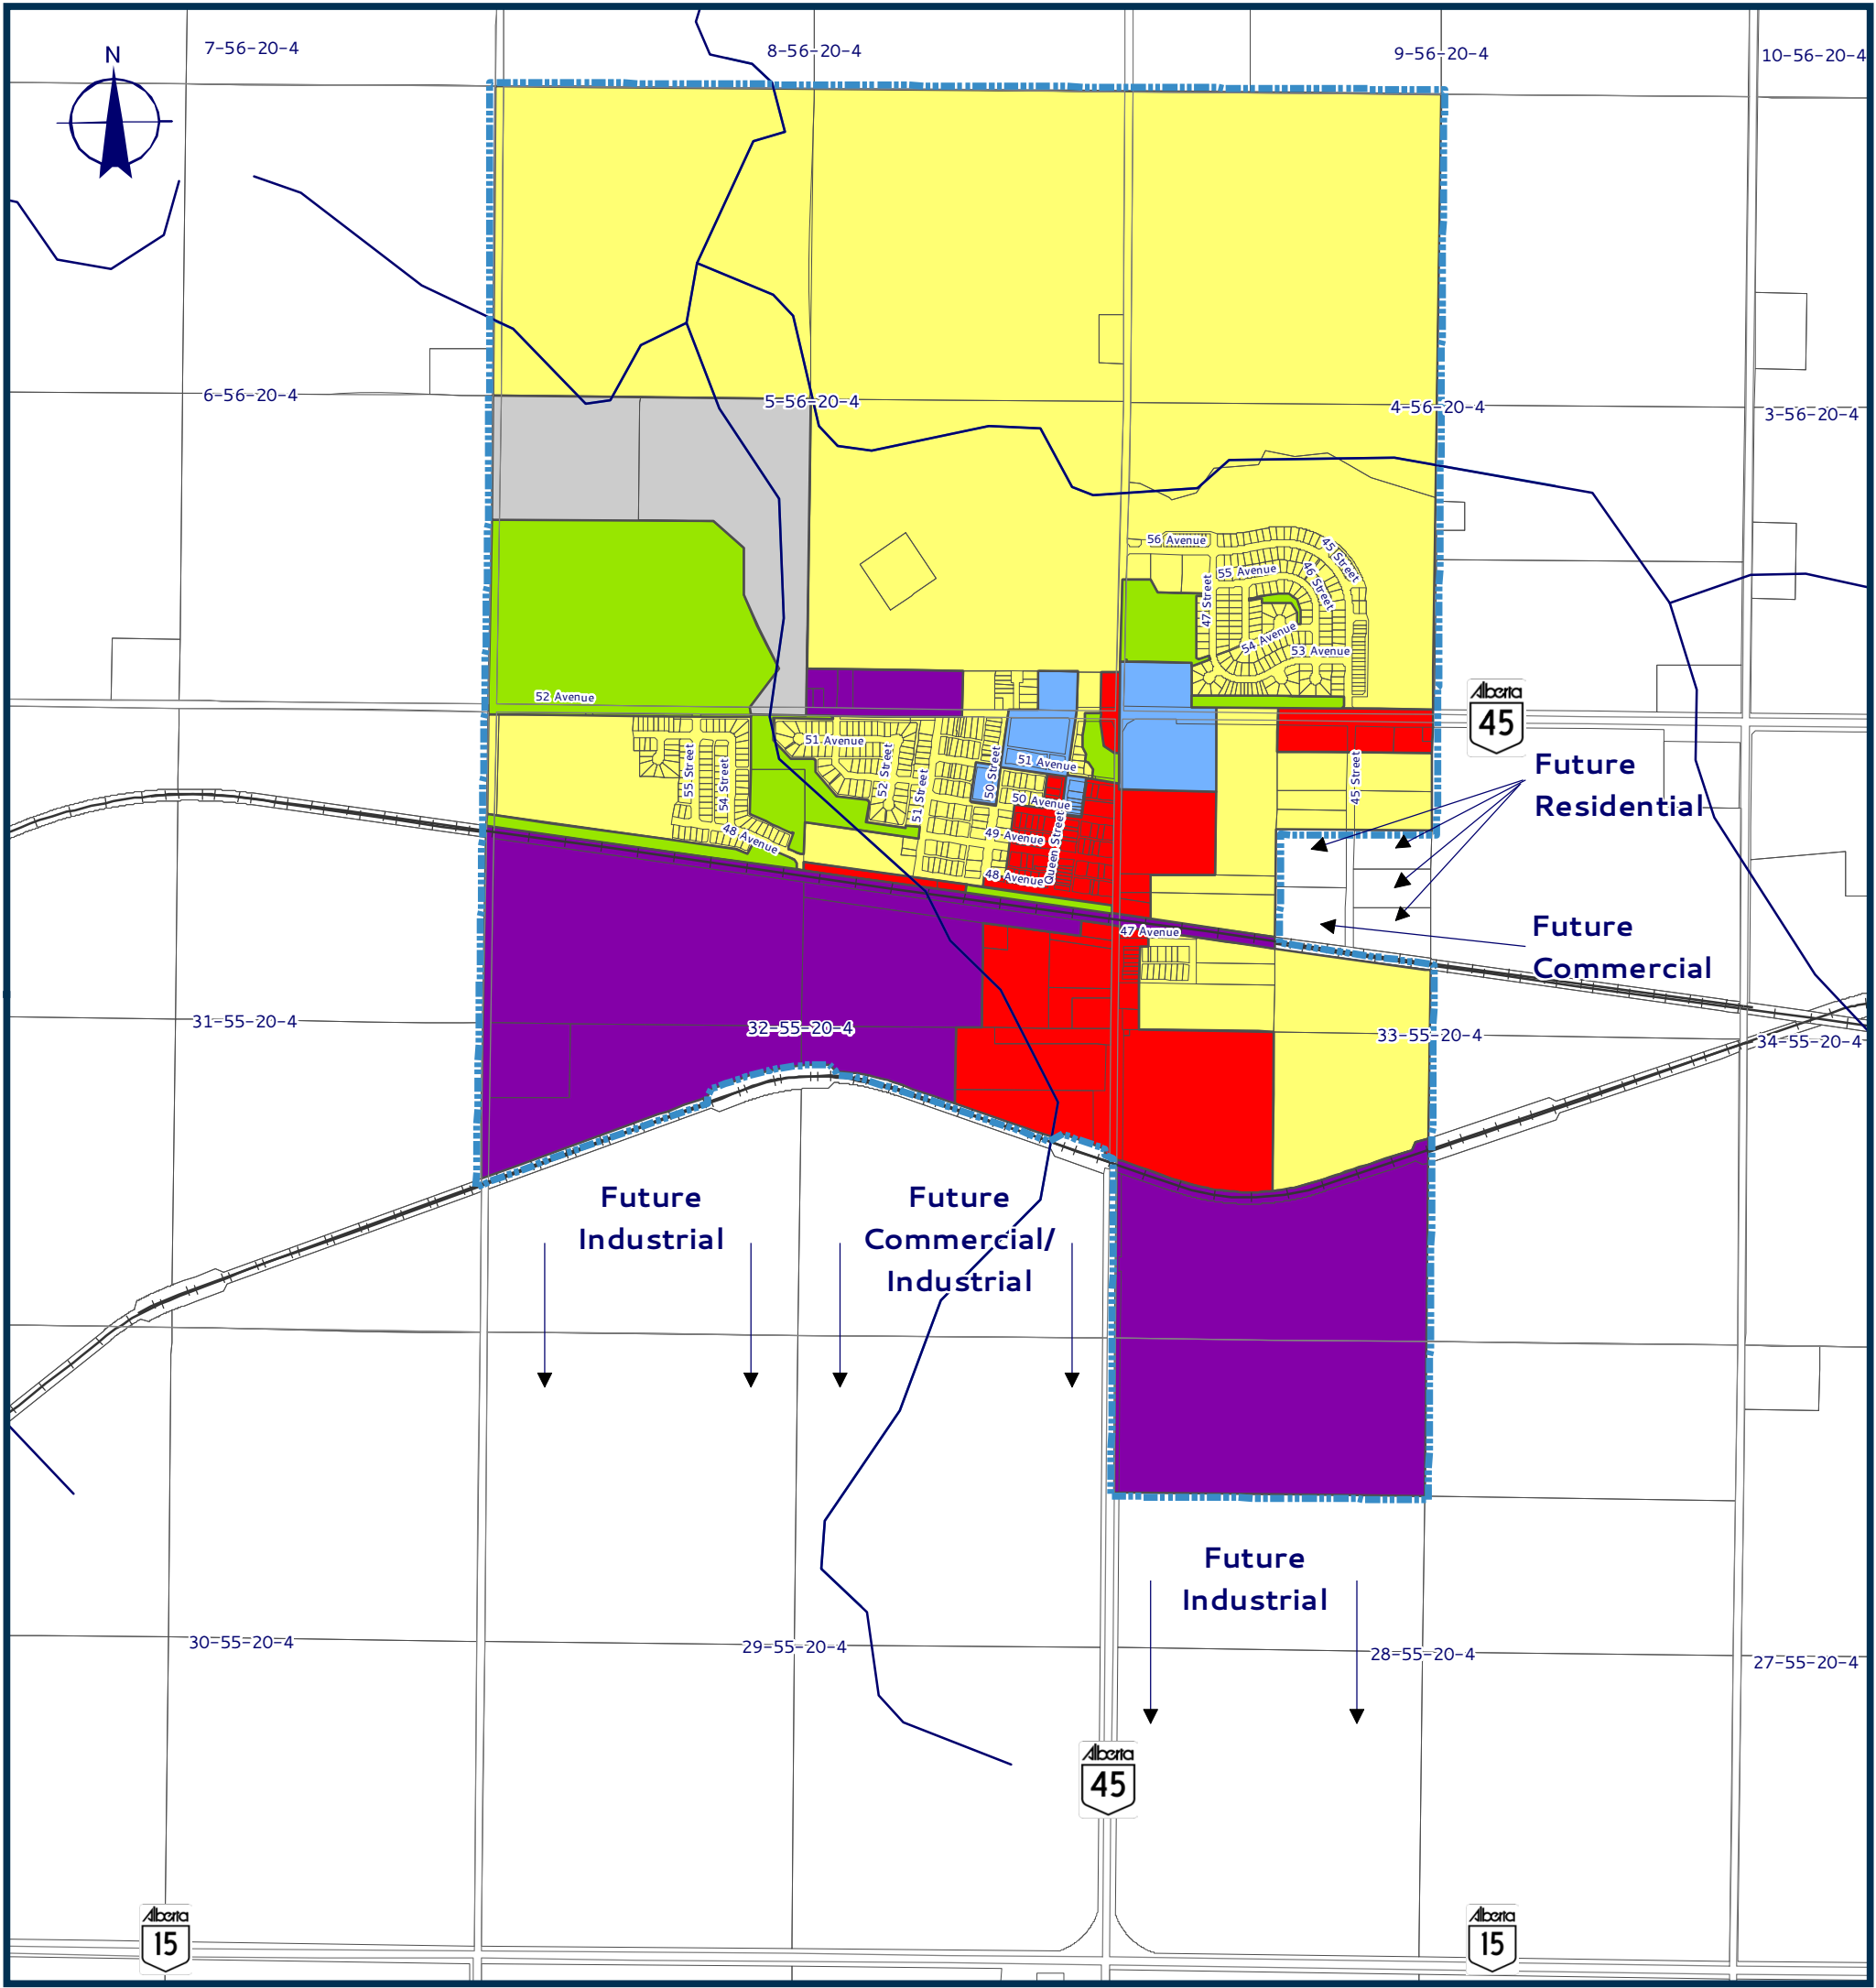 N
7-56-20-4
8-56-20-4
9-56-20-4
10-56-20-4
6-56-20-4
5-56-20-4
4-56-20-4
3-56-20-4
56 Avenue
45 Street
55 Avenue
46 Street
47 Street
54 Avenue
53 Avenue
52 Avenue
Alberta
45
51 Avenue
55 Street
54 Street
52 Street
51 Street
50 Street
51 Avenue
45 Street
Future
Residential
50 Avenue
48 Avenue
49 Avenue
Queen Street
48 Avenue
47 Avenue
Future
Commercial
31-55-20-4
32-55-20-4
33-55-20-4
34-55-20-4
Future
Industrial
Future
Commercial/
Industrial
Future
Industrial
30-55-20-4
29-55-20-4
28-55-20-4
27-55-20-4
Alberta
45
Alberta
15
Alberta
15